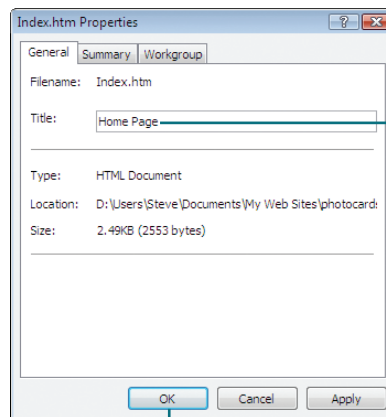 Index.htm Properties
General Summary Workgroup
Filename: Index.htm
Title: Home Page
Type: HTML Document
Location: D:\Users\Steve\Documents\My Web Sites\photocards
Size: 2.49KB (2553 bytes)
OK Cancel Apply